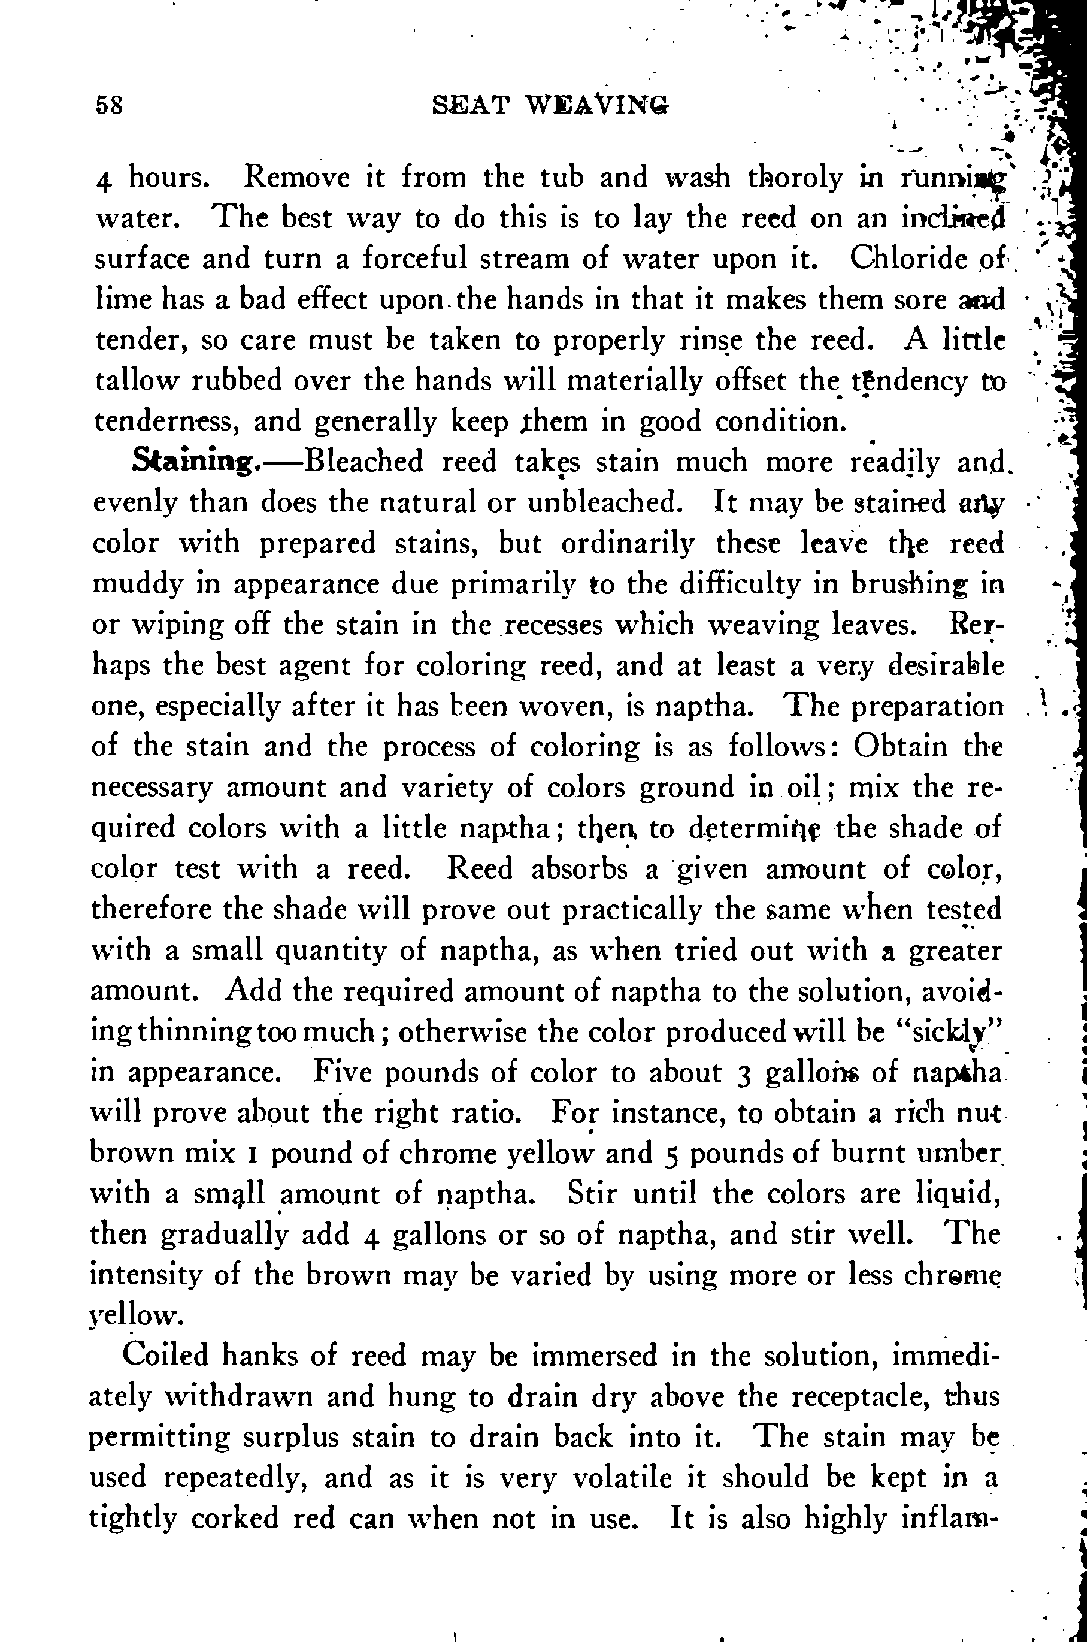 58 SEAT WEAVING
4 hours. Remove it from the tub and wash thoroly in running
water. The best way to do this is to lay the reed on an inclined
surface and turn a forceful stream of water upon it. Chloride of
lime has a bad effect upon the hands in that it makes them sore and
tender, so care must be taken to properly rinse the reed. A little
tallow rubbed over the hands will materially offset the tendency to
tenderness, and generally keep them in good condition.
Staining.—Bleached reed takes stain much more readily and
evenly than does the natural or unbleached. It may be stained any
color with prepared stains, but ordinarily these leave the reed
muddy in appearance due primarily to the difficulty in brushing in
or wiping off the stain in the recesses which weaving leaves. Per-
haps the best agent for coloring reed, and at least a very desirable
one, especially after it has been woven, is naptha. The preparation
of the stain and the process of coloring is as follows: Obtain the
necessary amount and variety of colors ground in oil; mix the re-
quired colors with a little naptha; then, to determine the shade of
color test with a reed. Reed absorbs a given amount of color,
therefore the shade will prove out practically the same when tested
with a small quantity of naptha, as when tried out with a greater
amount. Add the required amount of naptha to the solution, avoid-
ing thinning too much; otherwise the color produced will be "sickly"
in appearance. Five pounds of color to about 3 gallons of naptha
will prove about the right ratio. For instance, to obtain a rich nut
brown mix 1 pound of chrome yellow and 5 pounds of burnt umber
with a small amount of naptha. Stir until the colors are liquid,
then gradually add 4 gallons or so of naptha, and stir well. The
intensity of the brown may be varied by using more or less chrome
yellow.
Coiled hanks of reed may be immersed in the solution, immedi-
ately withdrawn and hung to drain dry above the receptacle, thus
permitting surplus stain to drain back into it. The stain may be
used repeatedly, and as it is very volatile it should be kept in a
tightly corked red can when not in use. It is also highly inflam-